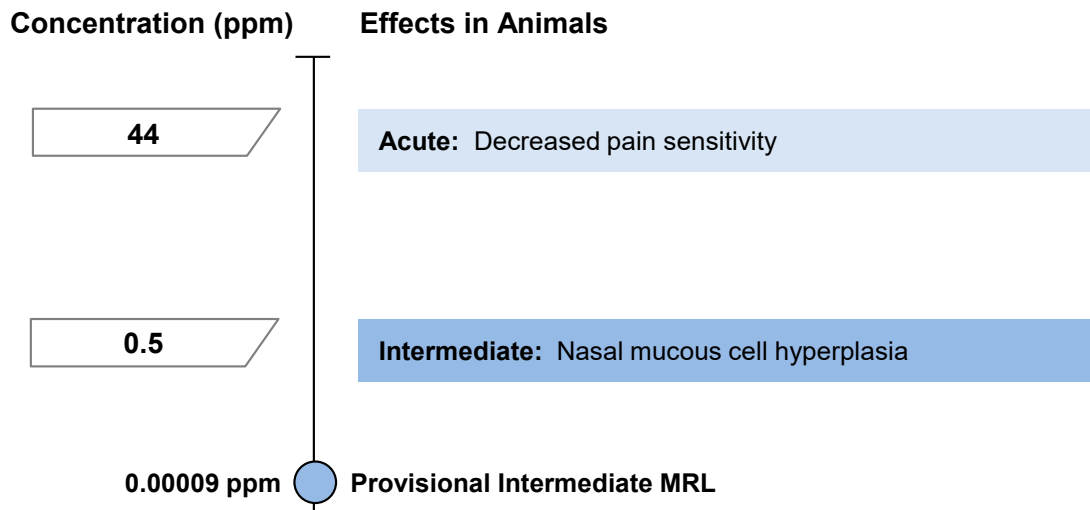 Concentration (ppm) Effects in Animals
44 Acute: Decreased pain sensitivity
0.5 Intermediate: Nasal mucous cell hyperplasia
0.00009 ppm Provisional Intermediate MRL